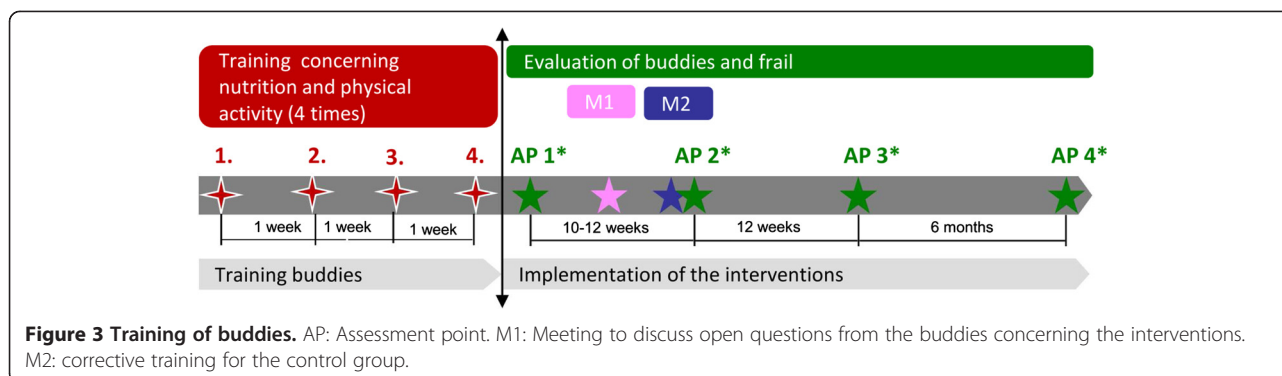 Training concerning
nutrition and physical
activity (4 times)
Evaluation of buddies and frail
M1
M2
1.
2.
3.
4.
AP 1*
AP 2*
AP 3*
AP 4*
1 week
1 week
1 week
10-12 weeks
12 weeks
6 months
Training buddies
Implementation of the interventions
Figure 3 Training of buddies. AP: Assessment point. M1: Meeting to discuss open questions from the buddies concerning the interventions.
M2: corrective training for the control group.